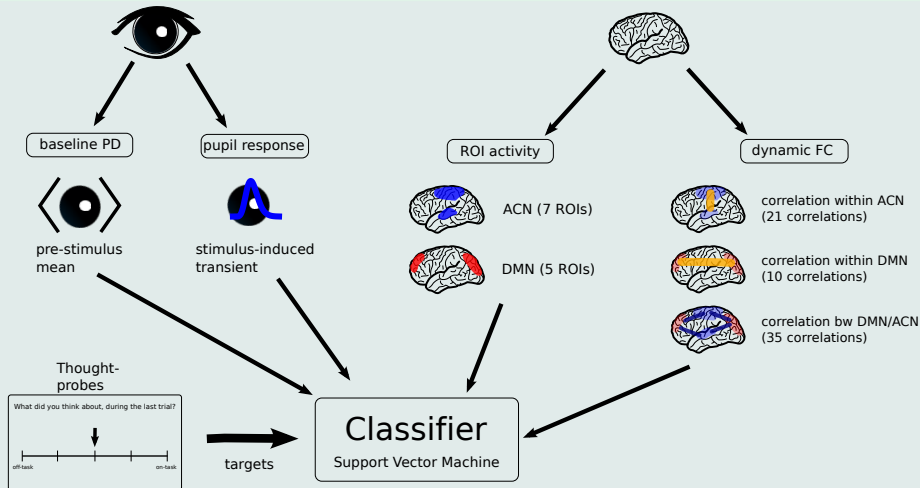 baseline PD
pupil response
ROI activity
dynamic FC
pre-stimulus
mean
stimulus-induced
transient
ACN (7 ROIs)
DMN (5 ROIs)
correlation within ACN
(21 correlations)
correlation within DMN
(10 correlations)
correlation bw DMN/ACN
(35 correlations)
Thought-
probes
What did you think about, during the last trial?
off-task
on-task
targets
Classifier
Support Vector Machine